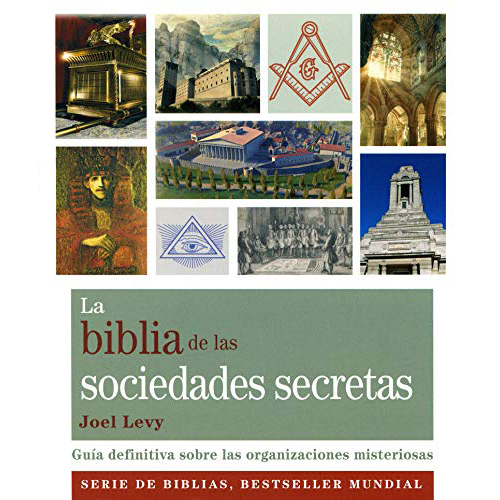 G
La
biblia de las
sociedades secretas
Joel Levy
Guía definitiva sobre las organizaciones misteriosas
SERIE DE BIBLIAS, BESTSELLER MUNDIAL